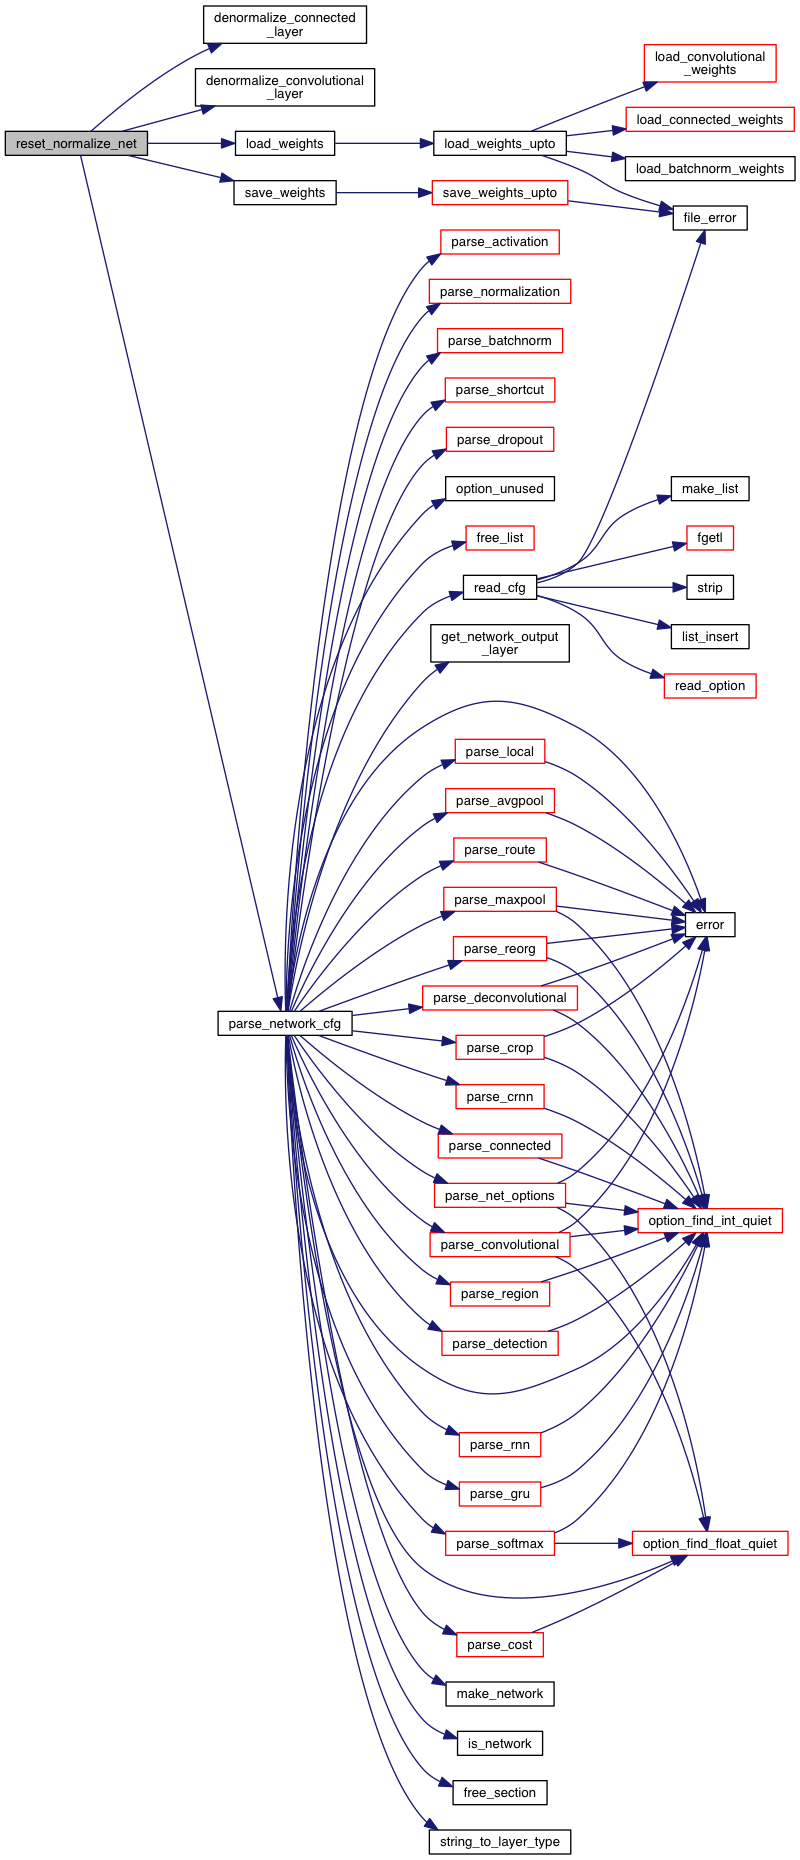 denormalize_connected
_layer
denormalize_convolutional
_layer
reset_normalize_net
load_weights
save_weights
load_weights_upto
save_weights_upto
load_convolutional
_weights
load_connected_weights
load_batchnorm_weights
file_error
parse_activation
parse_normalization
parse_batchnorm
parse_shortcut
parse_dropout
option_unused
free_list
read_cfg
make_list
fgetl
strip
list_insert
read_option
get_network_output
_layer
parse_local
parse_avgpool
parse_route
parse_maxpool
error
parse_reorg
parse_deconvolutional
parse_network_cfg
parse_crop
parse_crnn
parse_connected
parse_net_options
option_find_int_quiet
parse_convolutional
parse_region
parse_detection
parse_rnn
parse_gru
parse_softmax
option_find_float_quiet
parse_cost
make_network
is_network
free_section
string_to_layer_type